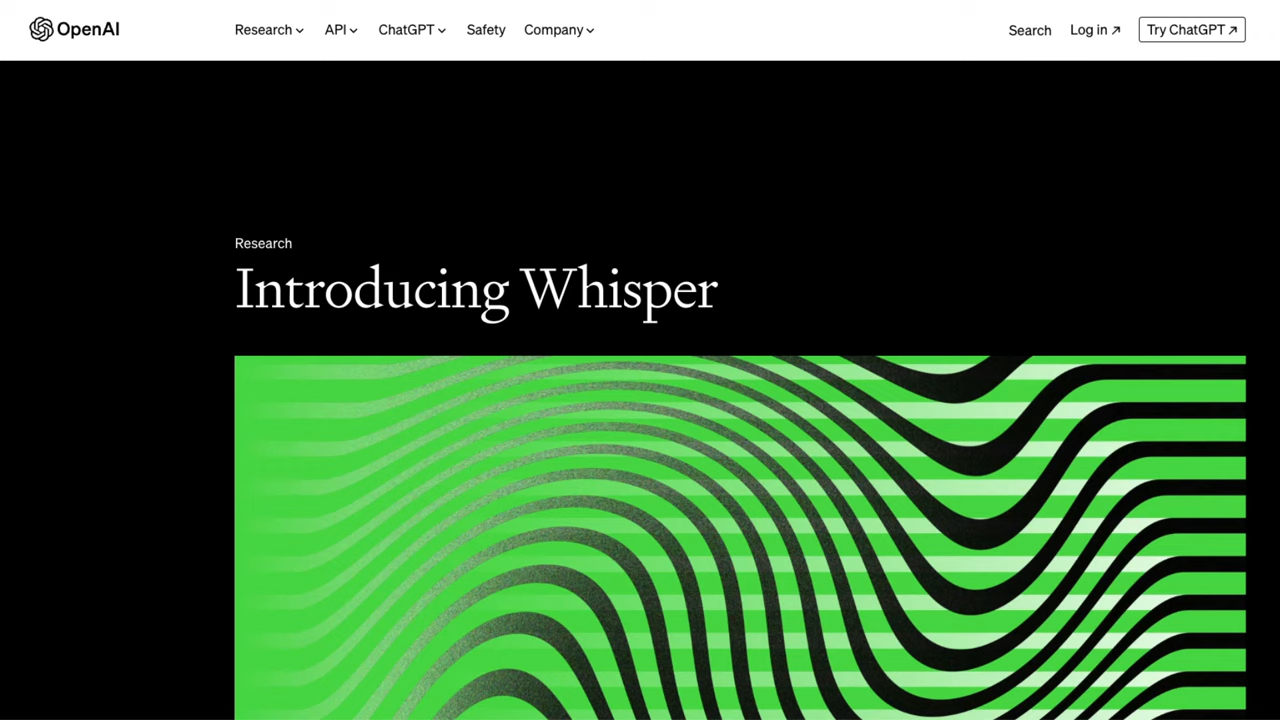 OpenAI Research API ChatGPT Safety Company Search Log in ↗ Try ChatGPT ↗
Research
Introducing Whisper